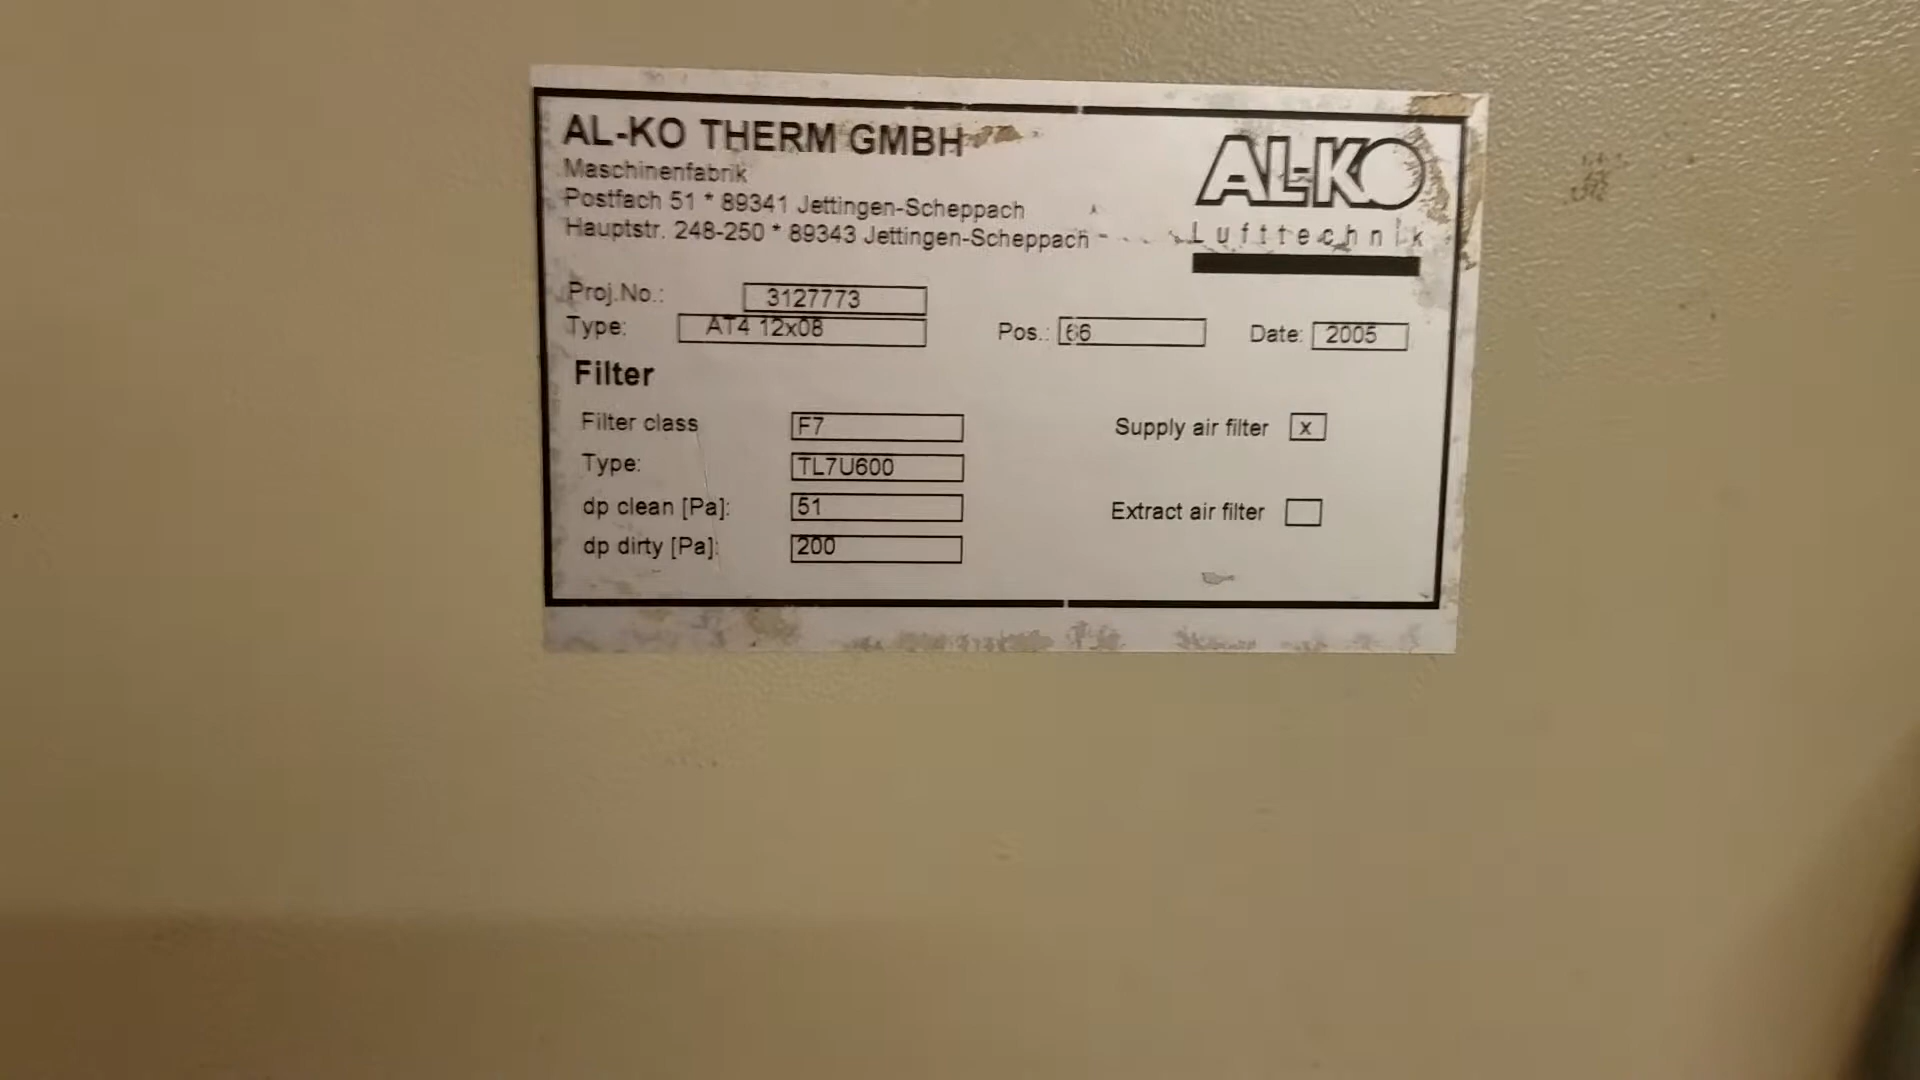 AL-KO THERM GMBH
Maschinenfabrik
Postfach 51 * 89341 Jettingen-Scheppach
Hauptstr. 248-250 * 89343 Jettingen-Scheppach
AL-KO
Lufttechnik
Proj.No.: 3127773
Type: AT4 12x08 Pos.: 66 Date: 2005
Filter
Filter class F7 Supply air filter x
Type: TL7U600
dp clean [Pa]: 51 Extract air filter
dp dirty [Pa]: 200